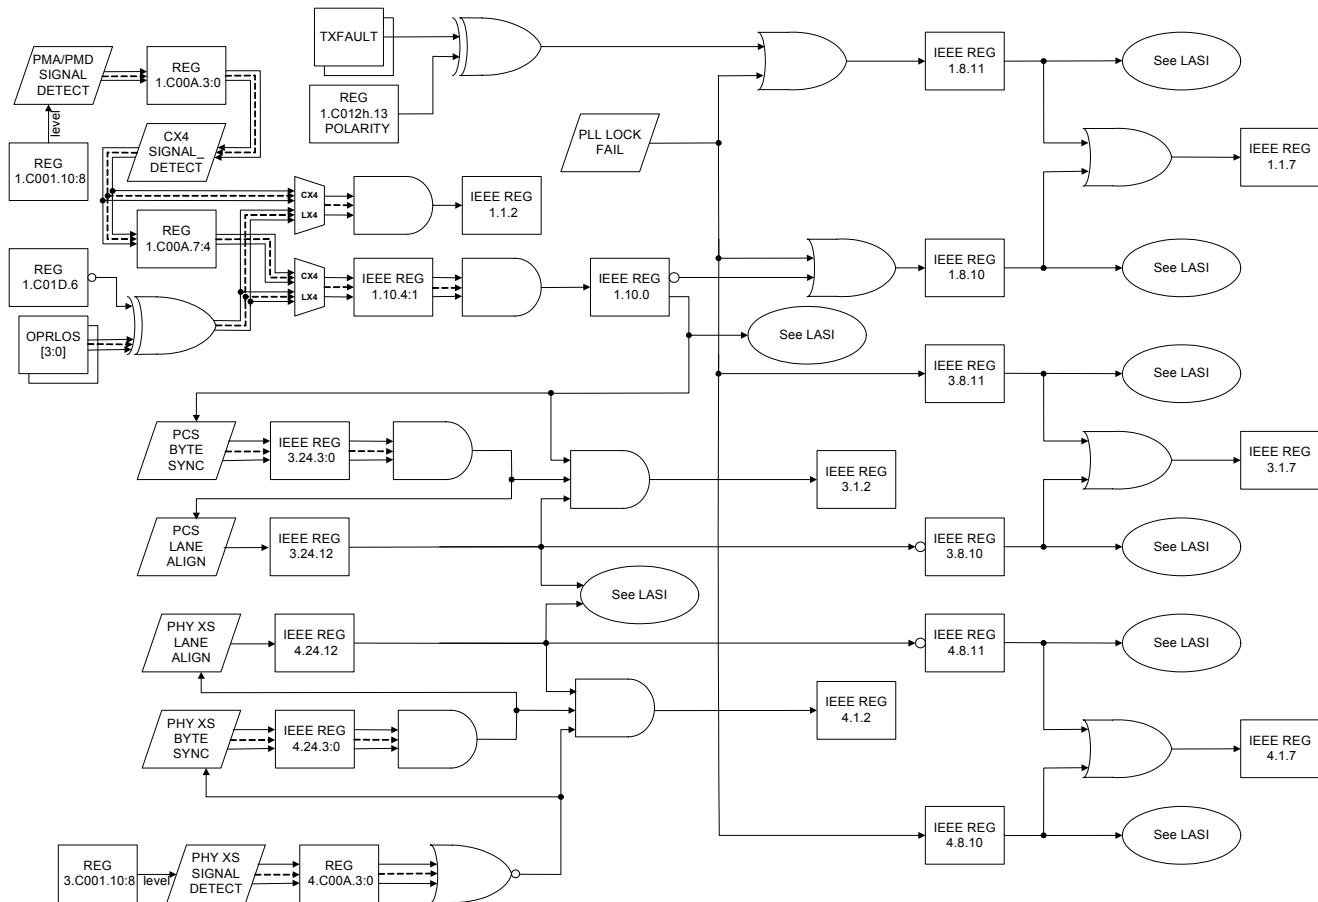 TXFAULT
REG
1.C012h.13
POLARITY
PMA/PMD
SIGNAL
DETECT
REG
1.C00A.3:0
level
REG
1.C001.10:8
CX4
SIGNAL_
DETECT
PLL LOCK
FAIL
IEEE REG
1.8.11
See LASI
IEEE REG
1.1.7
CX4
LX4
IEEE REG
1.1.2
REG
1.C00A.7:4
REG
1.C01D.6
OPRLOS
[3:0]
CX4
LX4
IEEE REG
1.10.4:1
IEEE REG
1.10.0
IEEE REG
1.8.10
See LASI
See LASI
IEEE REG
3.8.11
See LASI
PCS
BYTE
SYNC
IEEE REG
3.24.3:0
IEEE REG
3.1.2
IEEE REG
3.1.7
PCS
LANE
ALIGN
IEEE REG
3.24.12
IEEE REG
3.8.10
See LASI
See LASI
PHY XS
LANE
ALIGN
IEEE REG
4.24.12
IEEE REG
4.8.11
See LASI
PHY XS
BYTE
SYNC
IEEE REG
4.24.3:0
IEEE REG
4.1.2
IEEE REG
4.1.7
REG
3.C001.10:8
level
PHY XS
SIGNAL
DETECT
REG
4.C00A.3:0
IEEE REG
4.8.10
See LASI